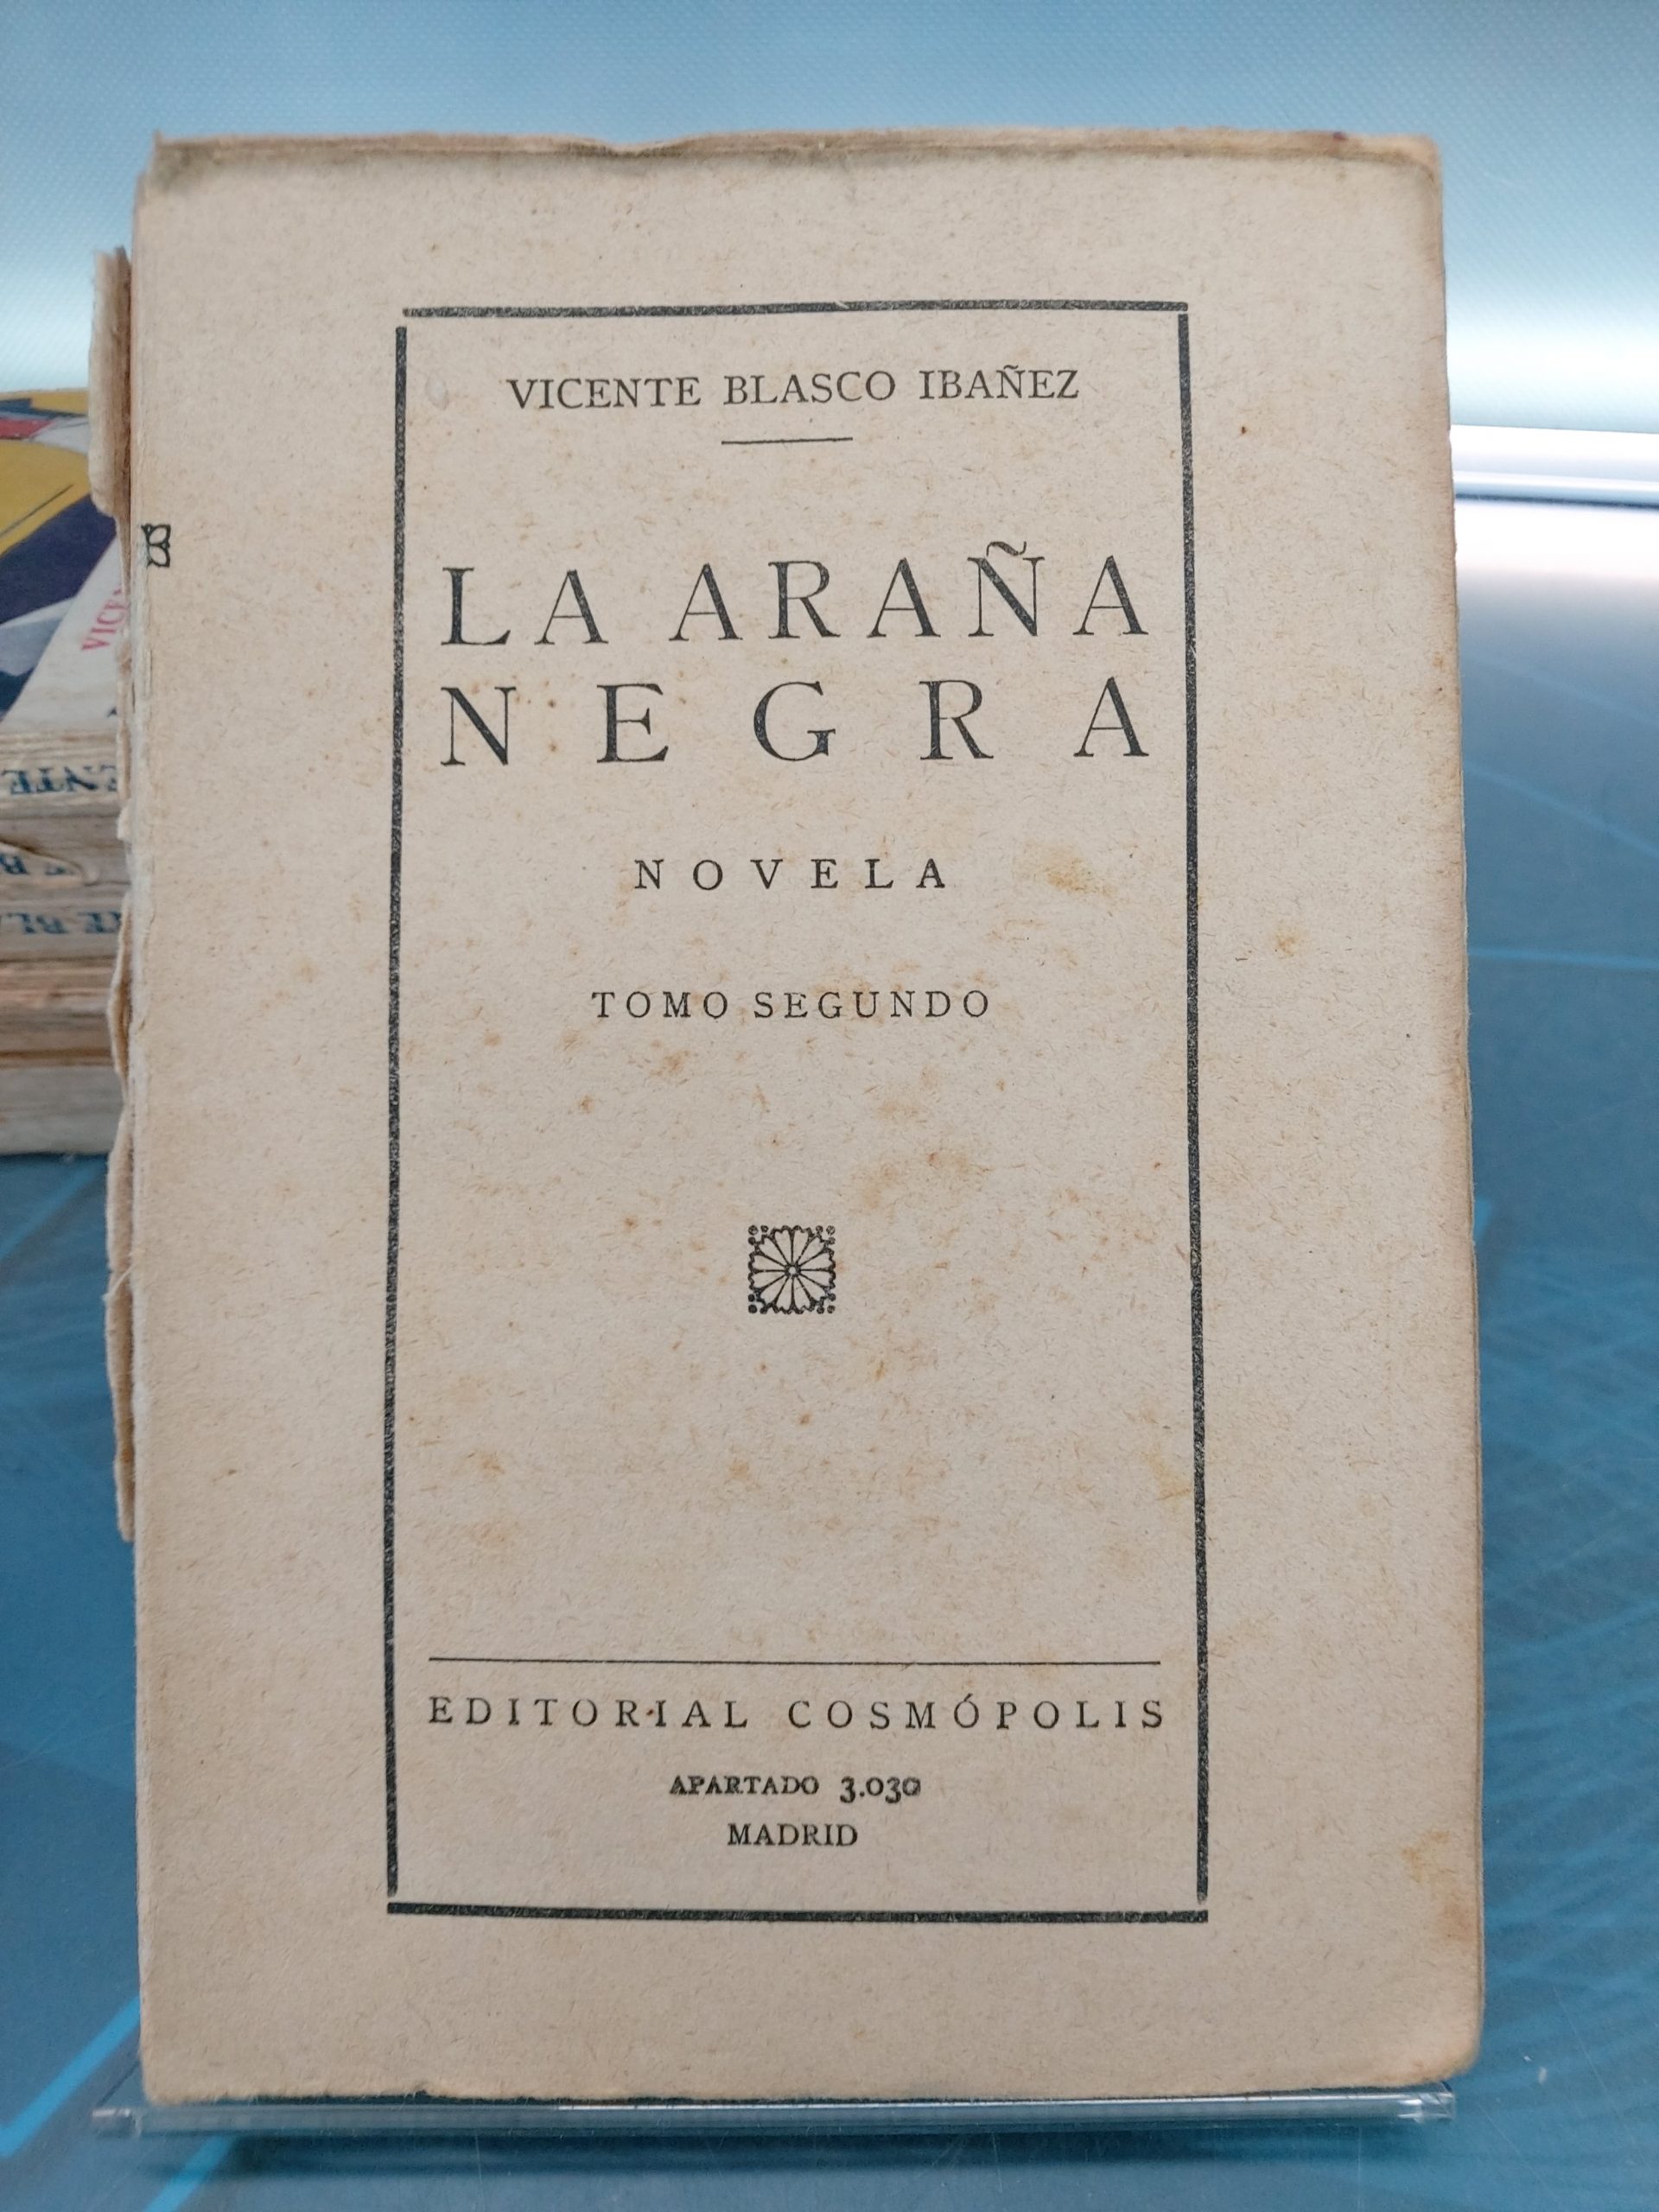 VICENTE BLASCO IBAÑEZ
LA ARAÑA
NEGRA
NOVELA
TOMO SEGUNDO
EDITORIAL COSMÓPOLIS
APARTADO 3.030
MADRID